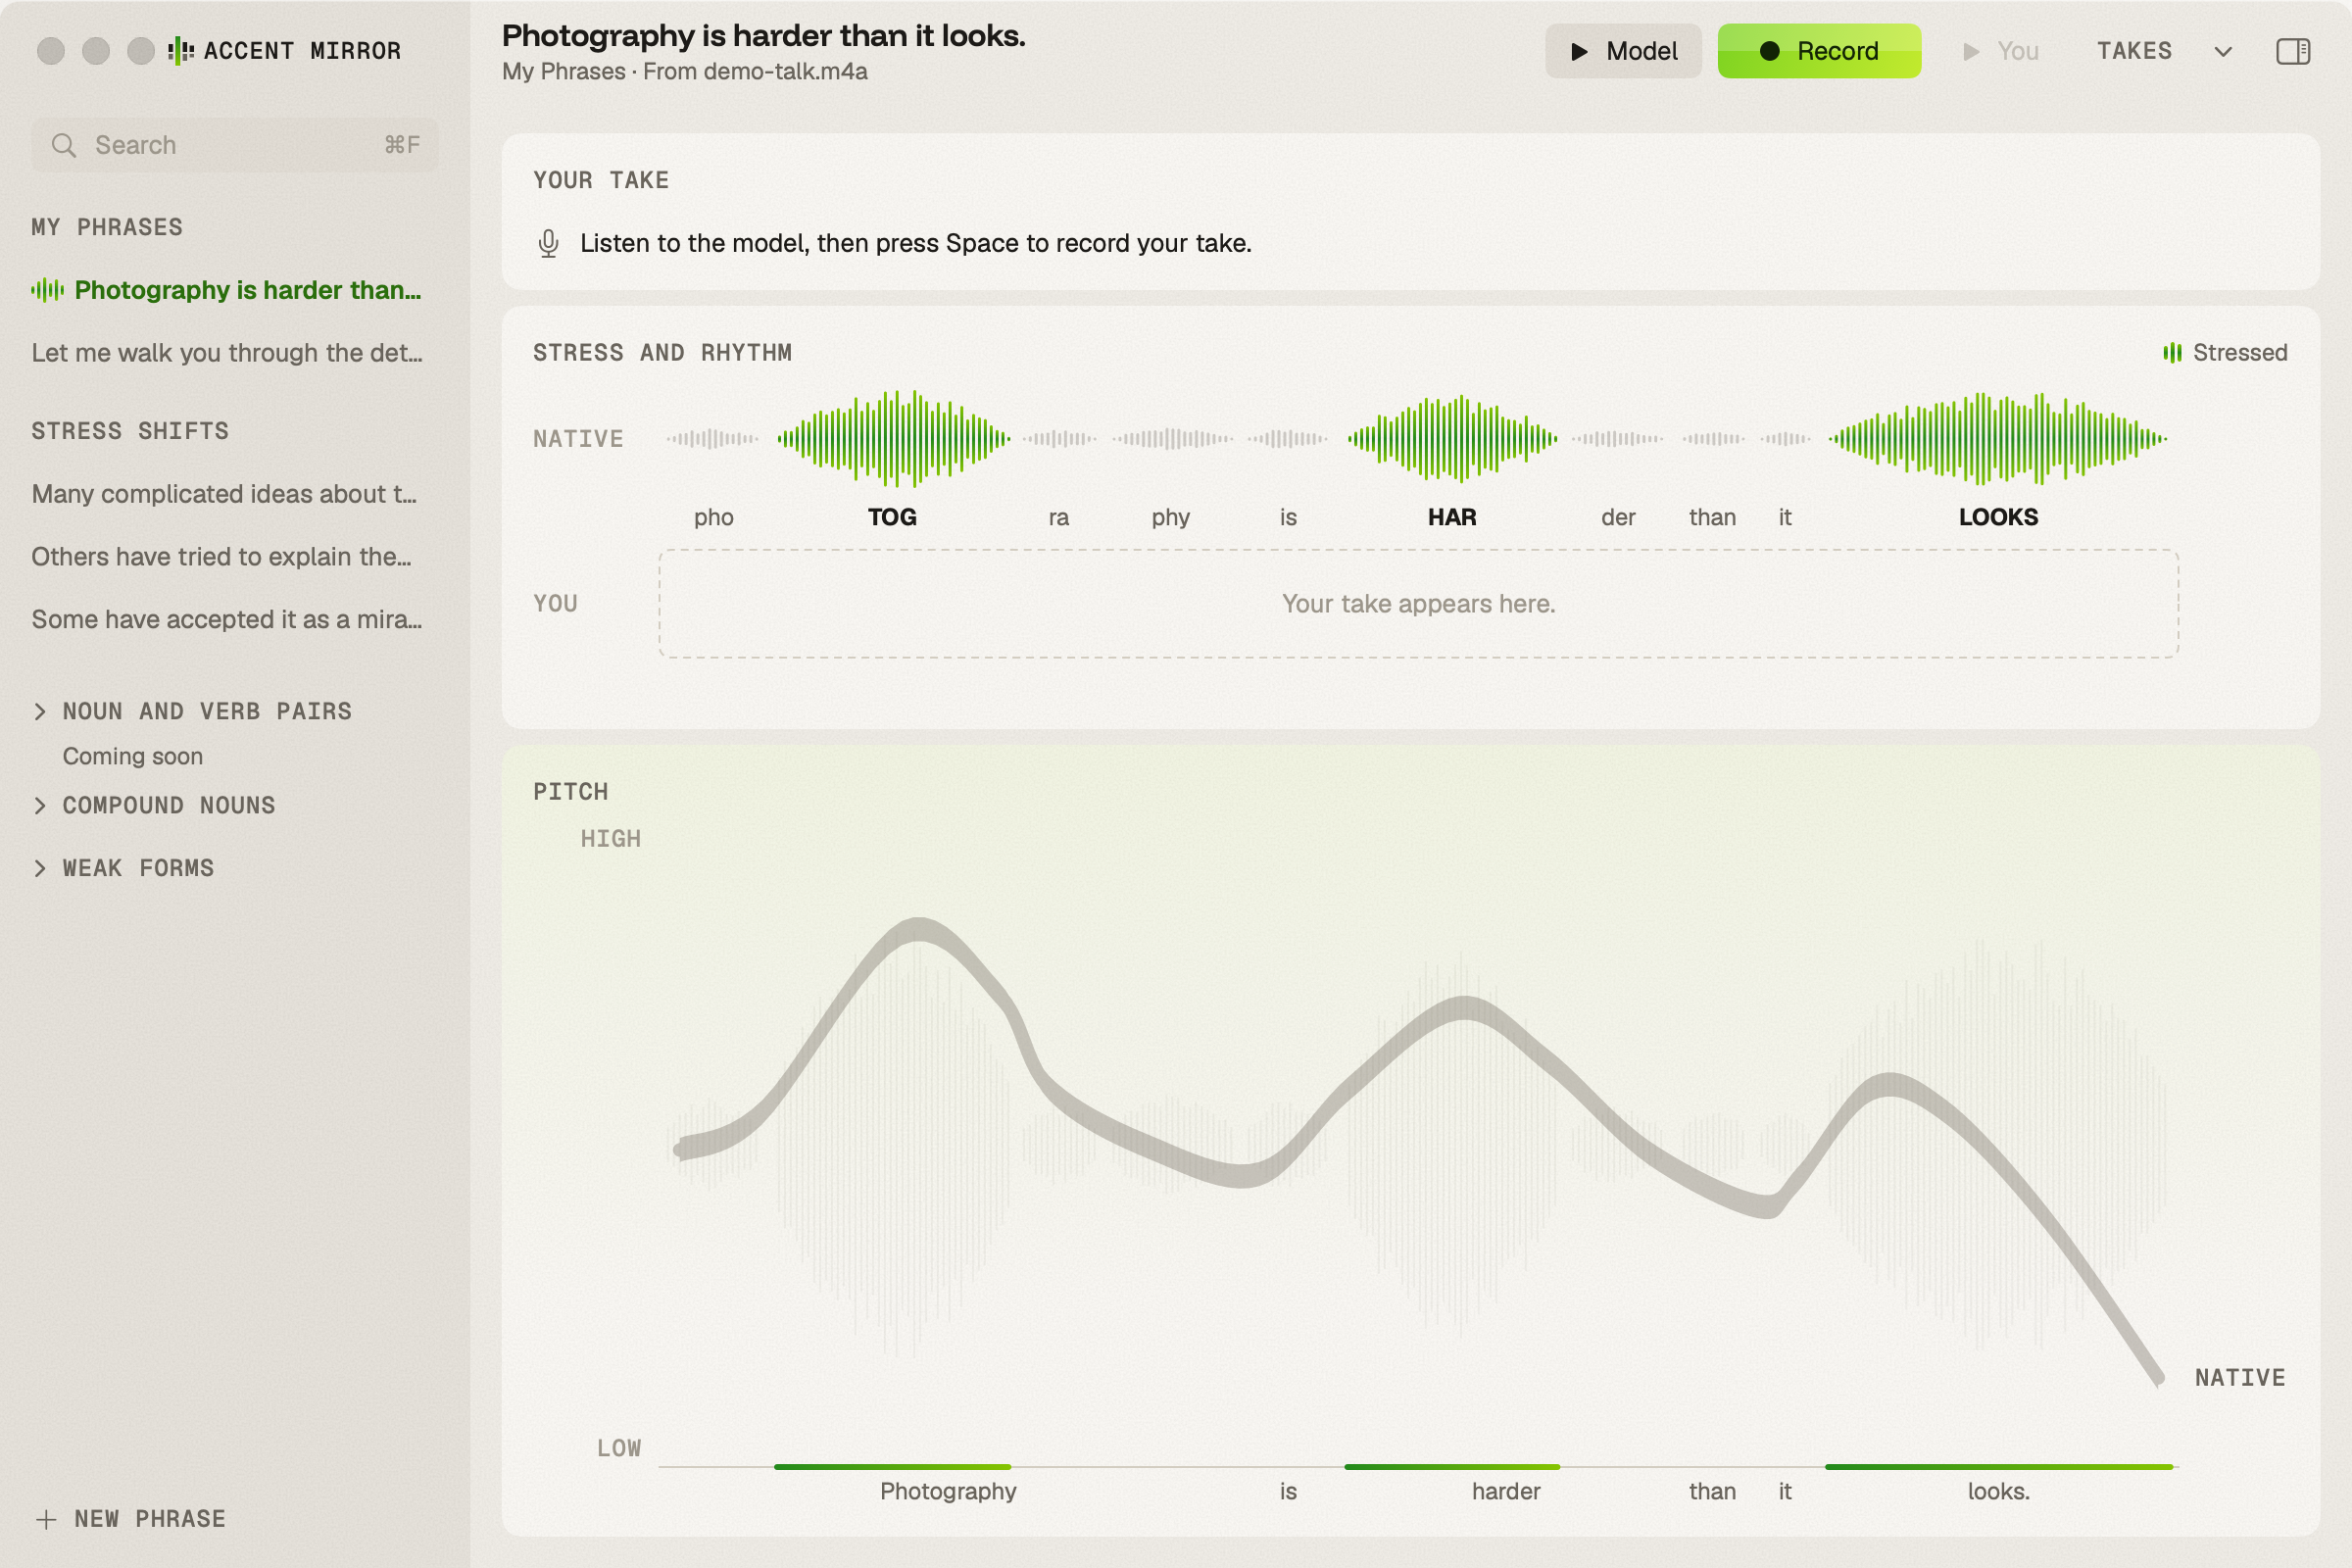 ACCENT MIRROR
Search ⌘F
MY PHRASES
Photography is harder than...
Let me walk you through the det...
STRESS SHIFTS
Many complicated ideas about t...
Others have tried to explain the...
Some have accepted it as a mira...
NOUN AND VERB PAIRS
Coming soon
COMPOUND NOUNS
WEAK FORMS
NEW PHRASE
Photography is harder than it looks.
My Phrases · From demo-talk.m4a
Model
Record
You
TAKES
YOUR TAKE
Listen to the model, then press Space to record your take.
STRESS AND RHYTHM
Stressed
NATIVE
pho TOG ra phy is HAR der than it LOOKS
YOU
Your take appears here.
PITCH
HIGH
NATIVE
LOW
Photography is harder than it looks.